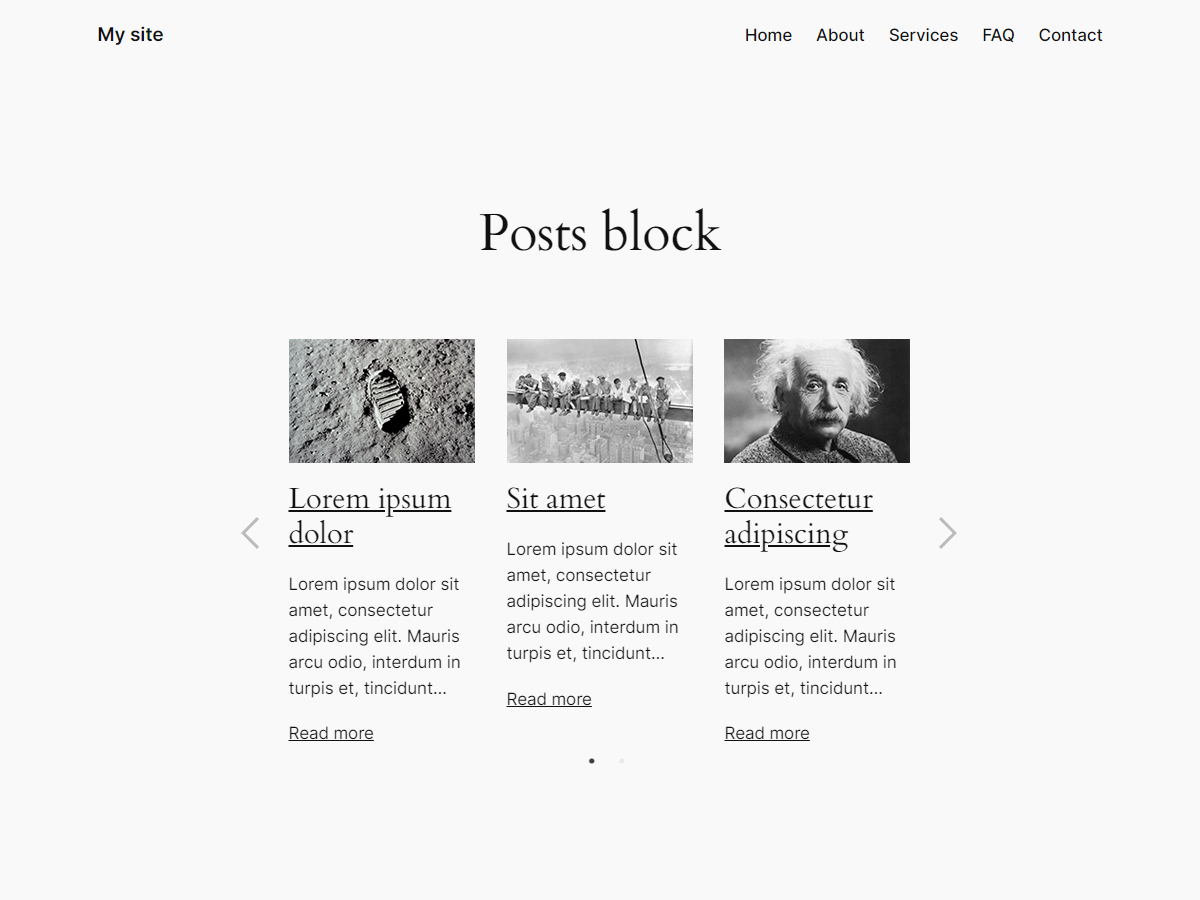 My site
Home About Services FAQ Contact
Posts block
Lorem ipsum
dolor
Lorem ipsum dolor sit
amet, consectetur
adipiscing elit. Mauris
arcu odio, interdum in
turpis et, tincidunt…
Read more
Sit amet
Lorem ipsum dolor sit
amet, consectetur
adipiscing elit. Mauris
arcu odio, interdum in
turpis et, tincidunt…
Read more
Consectetur
adipiscing
Lorem ipsum dolor sit
amet, consectetur
adipiscing elit. Mauris
arcu odio, interdum in
turpis et, tincidunt…
Read more